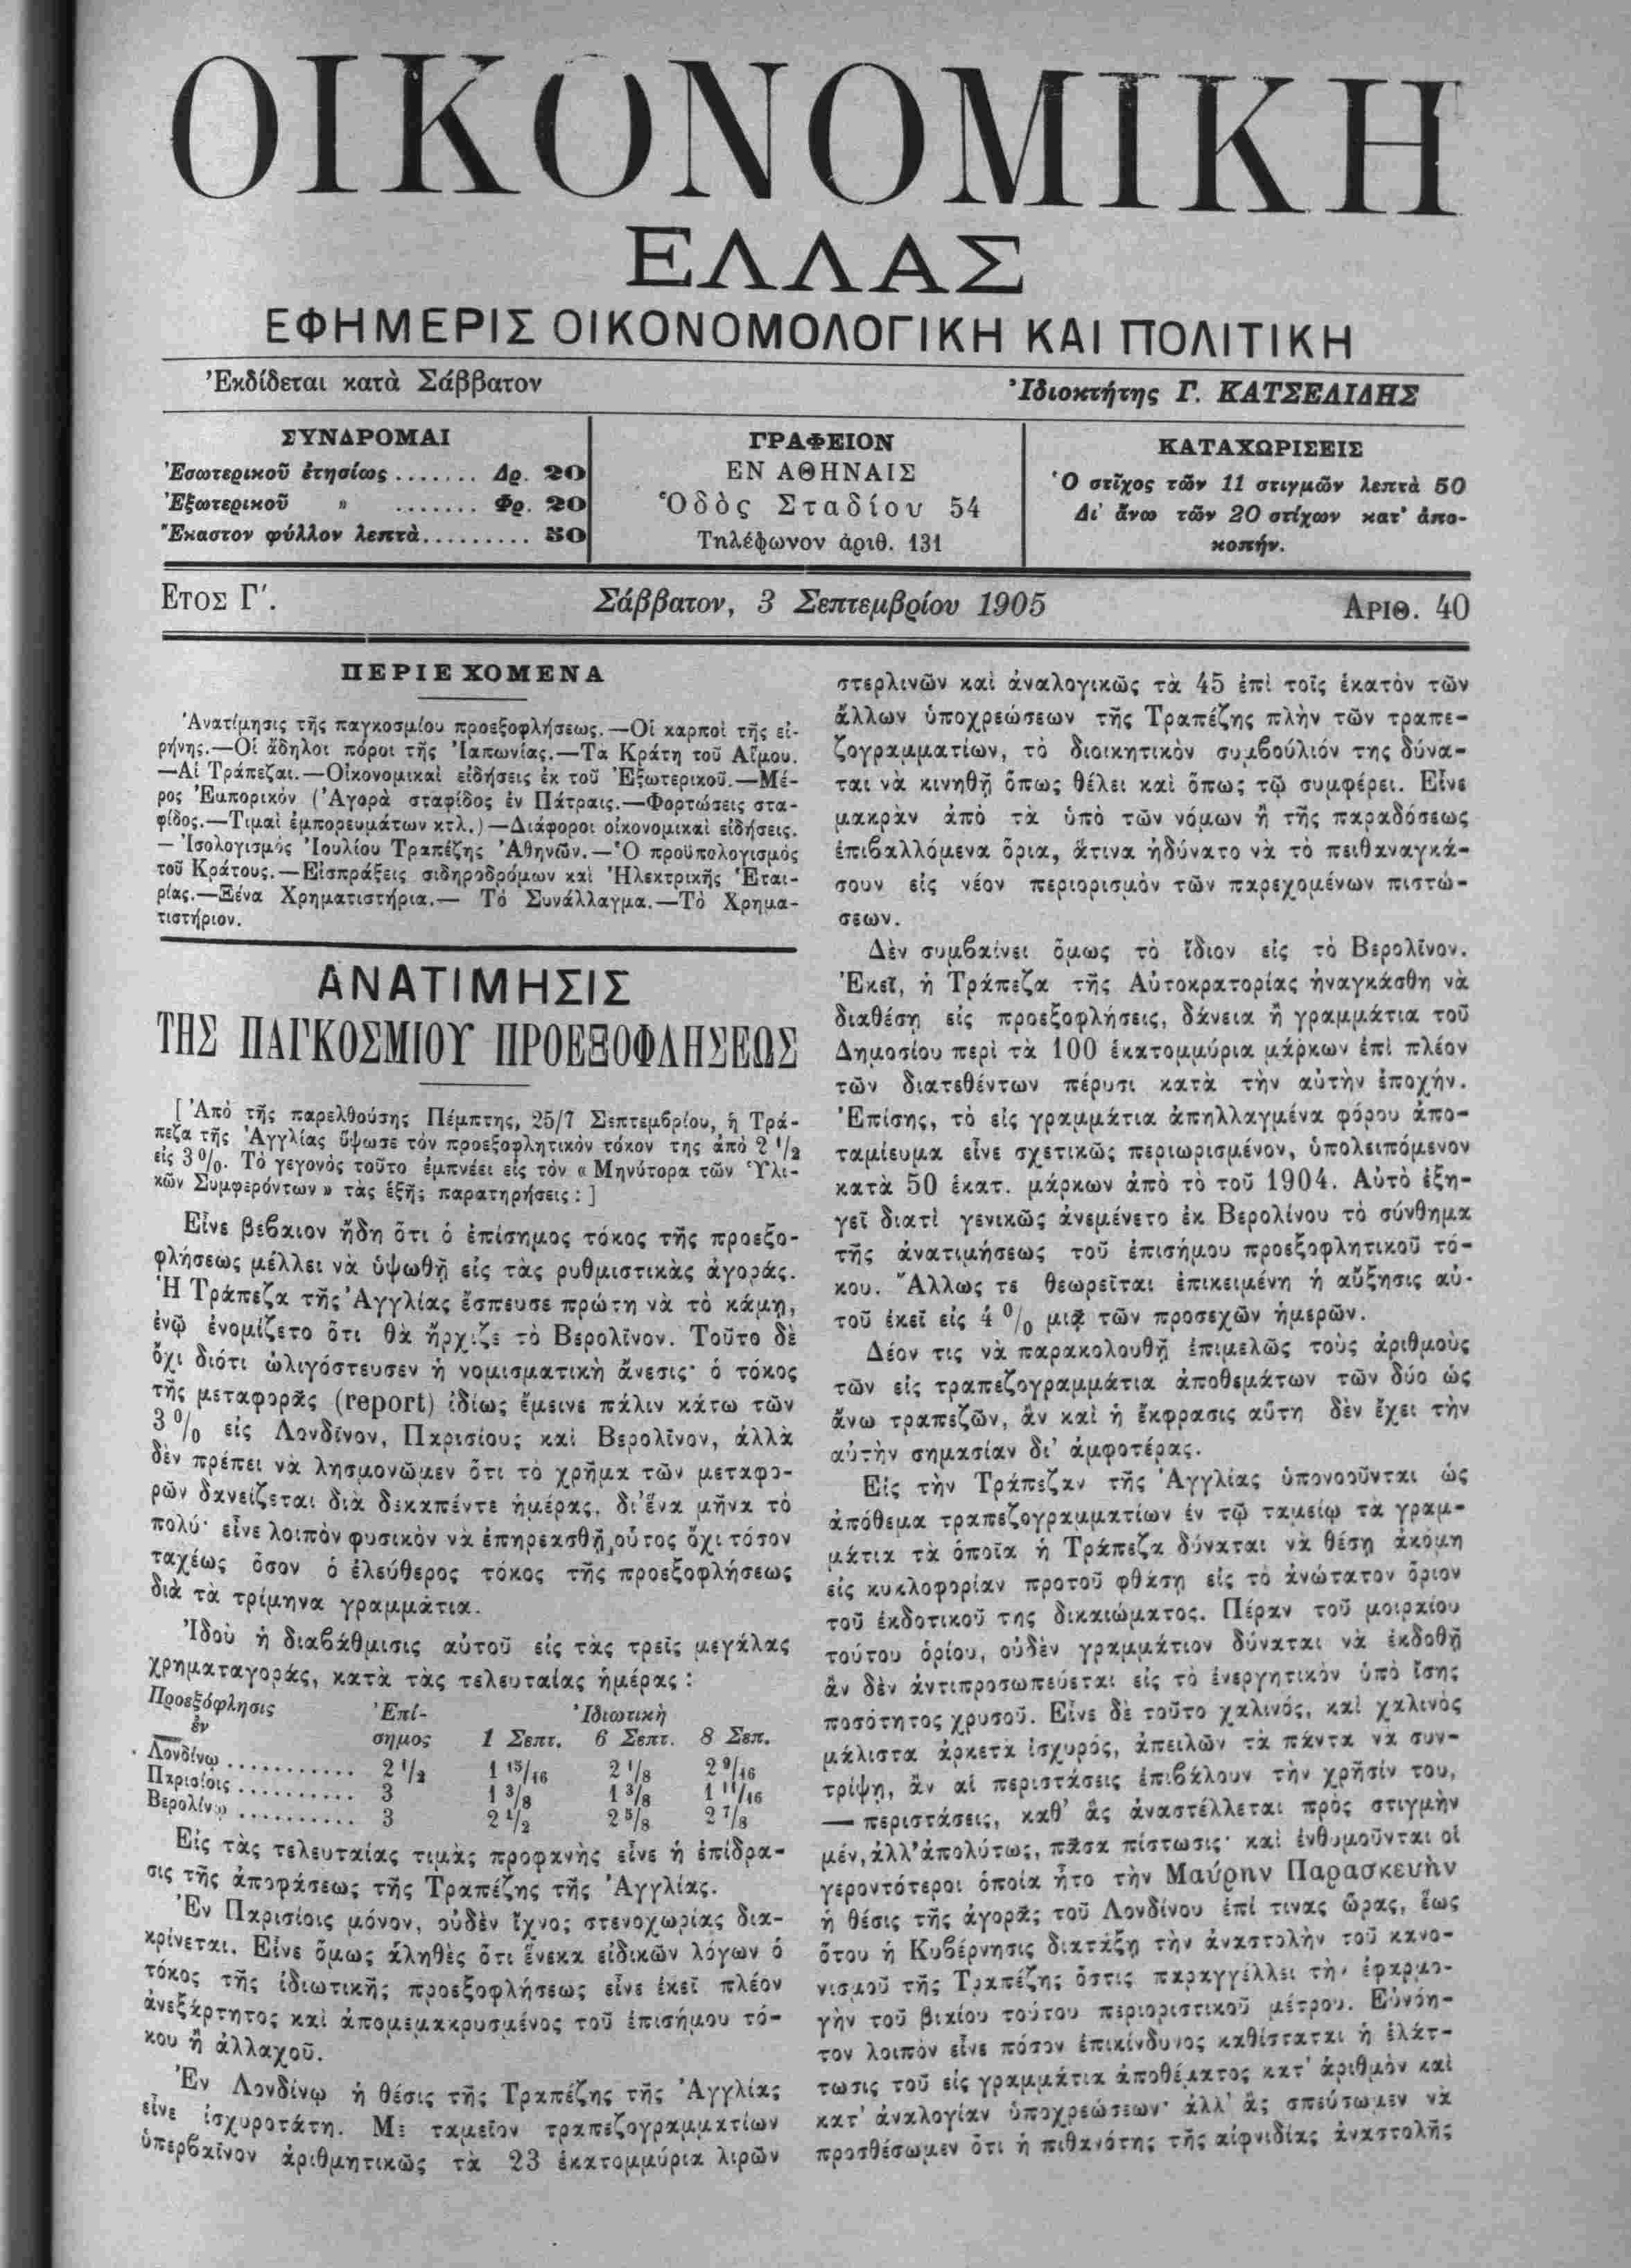 ΟΙΚΟΝΟΜΙΚΗ
ΕΛΛΑΣ
ΕΦΗΜΕΡΙΣ ΟΙΚΟΝΟΜΟΛΟΓΙΚΗ ΚΑΙ ΠΟΛΙΤΙΚΗ
Ἐκδίδεται κατὰ Σάββατον
Ἰδιοκτήτης Γ. ΚΑΤΣΕΛΙΔΗΣ
ΣΥΝΔΡΟΜΑΙ
Ἐσωτερικοῦ ἐτησίως ....... Δρ. 20
Ἐξωτερικοῦ » ....... Φρ. 20
Ἕκαστον φύλλον λεπτὰ......... 50
ΓΡΑΦΕΙΟΝ
ΕΝ ΑΘΗΝΑΙΣ
Ὁδὸς Σταδίου 54
Τηλέφωνον ἀριθ. 131
ΚΑΤΑΧΩΡΙΣΕΙΣ
Ὁ στῖχος τῶν 11 στιγμῶν λεπτὰ 50
Δι' ἄνω τῶν 20 στίχων κατ' ἀπο-
κοπήν.
ΕΤΟΣ Γ'.
Σάββατον, 3 Σεπτεμβρίου 1905
ΑΡΙΘ. 40
ΠΕΡΙΕΧΟΜΕΝΑ
Ἀνατίμησις τῆς παγκοσμίου προεξοφλήσεως.—Οἱ καρποὶ τῆς εἰ-
ρήνης.—Οἱ ἄδηλοι πόροι τῆς Ἰαπωνίας.—Τα Κράτη τοῦ Αἵμου.
—Αἱ Τράπεζαι.—Οἰκονομικαὶ εἰδήσεις ἐκ τοῦ Ἐξωτερικοῦ.—Μέ-
ρος Ἐμπορικόν (Ἀγορὰ σταφίδος ἐν Πάτραις.—Φορτώσεις στα-
φίδος.—Τιμαὶ ἐμπορευμάτων κτλ.)—Διάφοροι οἰκονομικαὶ εἰδήσεις.
—Ἰσολογισμὸς Ἰουλίου Τραπέζης Ἀθηνῶν.—Ὁ προϋπολογισμὸς
τοῦ Κράτους.—Εἰσπράξεις σιδηροδρόμων καὶ Ἠλεκτρικῆς Ἑται-
ρίας.—Ξένα Χρηματιστήρια.— Τὸ Συνάλλαγμα.—Τὸ Χρημα-
τιστήριον.
ΑΝΑΤΙΜΗΣΙΣ
ΤΗΣ ΠΑΓΚΟΣΜΙΟΥ ΠΡΟΕΞΟΦΛΗΣΕΩΣ
[Ἀπὸ τῆς παρελθούσης Πέμπτης, 25/7 Σεπτεμβρίου, ἡ Τρά-
πεζα τῆς Ἀγγλίας ὕψωσε τὸν προεξοφλητικὸν τόκον της ἀπὸ 2 1/2
εἰς 3 0/0. Τὸ γεγονὸς τοῦτο ἐμπνέει εἰς τὸν «Μηνύτορα τῶν Ὑλι-
κῶν Συμφερόντων» τὰς ἑξῆς παρατηρήσεις :]
Εἶνε βέβαιον ἤδη ὅτι ὁ ἐπίσημος τόκος τῆς προεξο-
φλήσεως μέλλει νὰ ὑψωθῇ εἰς τὰς ρυθμιστικὰς ἀγοράς.
Ἡ Τράπεζα τῆς Ἀγγλίας ἔσπευσε πρώτη νὰ τὸ κάμη,
ἐνῷ ἐνομίζετο ὅτι θὰ ἤρχιζε τὸ Βερολῖνον. Τοῦτο δὲ
ὄχι διότι ὠλιγόστευσεν ἡ νομισματικὴ ἄνεσις· ὁ τόκος
τῆς μεταφορᾶς (report) ἰδίως ἔμεινε πάλιν κάτω τῶν
3 0/0 εἰς Λονδῖνον, Παρισίους καὶ Βερολῖνον, ἀλλὰ
δὲν πρέπει νὰ λησμονῶμεν ὅτι τὸ χρῆμα τῶν μεταφο-
ρῶν δανείζεται διὰ δεκαπέντε ἡμέρας, δι' ἕνα μῆνα τὸ
πολύ· εἶνε λοιπὸν φυσικὸν νὰ ἐπηρεασθῇ οὗτος ὄχι τόσον
ταχέως ὅσον ὁ ἐλεύθερος τόκος τῆς προεξοφλήσεως
διὰ τὰ τρίμηνα γραμμάτια.
Ἰδοὺ ἡ διαβάθμισις αὐτοῦ εἰς τὰς τρεῖς μεγάλας
χρηματαγοράς, κατὰ τὰς τελευταίας ἡμέρας :
Προεξόφλησις Ἐπί- Ἰδιωτικὴ
ἐν σημος 1 Σεπτ. 6 Σεπτ. 8 Σεπ.
Λονδίνῳ ............ 2 1/2 1 15/16 2 1/8 2 9/16
Παρισίοις ........... 3 1 3/8 1 3/8 1 11/16
Βερολίνῳ ........... 3 2 1/2 2 5/8 2 7/8
Εἰς τὰς τελευταίας τιμὰς προφανὴς εἶνε ἡ ἐπίδρα-
σις τῆς ἀποφάσεως τῆς Τραπέζης τῆς Ἀγγλίας.
Ἐν Παρισίοις μόνον, οὐδὲν ἴχνος στενοχωρίας δια-
κρίνεται. Εἶνε ὅμως ἀληθὲς ὅτι ἕνεκα εἰδικῶν λόγων ὁ
τόκος τῆς ἰδιωτικῆς προεξοφλήσεως εἶνε ἐκεῖ πλέον
ἀνεξάρτητος καὶ ἀπομεμακρυσμένος τοῦ ἐπισήμου τό-
κου ἢ ἀλλαχοῦ.
Ἐν Λονδίνῳ ἡ θέσις τῆς Τραπέζης τῆς Ἀγγλίας
εἶνε ἰσχυροτάτη. Μὲ ταμεῖον τραπεζογραμματίων
ὑπερβαῖνον ἀριθμητικῶς τὰ 23 ἑκατομμύρια λιρῶν
στερλινῶν καὶ ἀναλογικῶς τὰ 45 ἐπὶ τοῖς ἑκατὸν τῶν
ἄλλων ὑποχρεώσεων τῆς Τραπέζης πλὴν τῶν τραπε-
ζογραμματίων, τὸ διοικητικὸν συμβούλιόν της δύνα-
ται νὰ κινηθῇ ὅπως θέλει καὶ ὅπως τῷ συμφέρει. Εἶνε
μακρὰν ἀπὸ τὰ ὑπὸ τῶν νόμων ἢ τῆς παραδόσεως
ἐπιβαλλόμενα ὅρια, ἅτινα ἠδύνατο νὰ τὸ πειθαναγκά-
σουν εἰς νέον περιορισμὸν τῶν παρεχομένων πιστώ-
σεων.
Δὲν συμβαίνει ὅμως τὸ ἴδιον εἰς τὸ Βερολῖνον.
Ἐκεῖ, ἡ Τράπεζα τῆς Αὐτοκρατορίας ἠναγκάσθη νὰ
διαθέσῃ εἰς προεξοφλήσεις, δάνεια ἢ γραμμάτια τοῦ
Δημοσίου περὶ τὰ 100 ἑκατομμύρια μάρκων ἐπὶ πλέον
τῶν διατεθέντων πέρυσι κατὰ τὴν αὐτὴν ἐποχήν.
Ἐπίσης, τὸ εἰς γραμμάτια ἀπηλλαγμένα φόρου ἀπο-
ταμίευμα εἶνε σχετικῶς περιωρισμένον, ὑπολειπόμενον
κατὰ 50 ἑκατ. μάρκων ἀπὸ τὸ τοῦ 1904. Αὐτὸ ἐξη-
γεῖ διατὶ γενικῶς ἀνεμένετο ἐκ Βερολίνου τὸ σύνθημα
τῆς ἀνατιμήσεως τοῦ ἐπισήμου προεξοφλητικοῦ τό-
κου. Ἄλλως τε θεωρεῖται ἐπικειμένη ἡ αὔξησις αὐ-
τοῦ ἐκεῖ εἰς 4 0/0 μιᾷ τῶν προσεχῶν ἡμερῶν.
Δέον τις νὰ παρακολουθῇ ἐπιμελῶς τοὺς ἀριθμοὺς
τῶν εἰς τραπεζογραμμάτια ἀποθεμάτων τῶν δύο ὡς
ἄνω τραπεζῶν, ἂν καὶ ἡ ἔκφρασις αὕτη δὲν ἔχει τὴν
αὐτὴν σημασίαν δι' ἀμφοτέρας.
Εἰς τὴν Τράπεζαν τῆς Ἀγγλίας ὑπονοοῦνται ὡς
ἀπόθεμα τραπεζογραμματίων ἐν τῷ ταμείῳ τὰ γραμ-
μάτια τὰ ὁποῖα ἡ Τράπεζα δύναται νὰ θέσῃ ἀκόμη
εἰς κυκλοφορίαν προτοῦ φθάσῃ εἰς τὸ ἀνώτατον ὅριον
τοῦ ἐκδοτικοῦ της δικαιώματος. Πέραν τοῦ μοιραίου
τούτου ὁρίου, οὐδὲν γραμμάτιον δύναται νὰ ἐκδοθῇ
ἂν δὲν ἀντιπροσωπεύεται εἰς τὸ ἐνεργητικὸν ὑπὸ ἴσης
ποσότητος χρυσοῦ. Εἶνε δὲ τοῦτο χαλινός, καὶ χαλινὸς
μάλιστα ἀρκετὰ ἰσχυρός, ἀπειλῶν τὰ πάντα νὰ συν-
τρίψῃ, ἂν αἱ περιστάσεις ἐπιβάλουν τὴν χρῆσίν του,
— περιστάσεις, καθ' ἃς ἀναστέλλεται πρὸς στιγμὴν
μέν, ἀλλ' ἀπολύτως, πᾶσα πίστωσις· καὶ ἐνθυμοῦνται οἱ
γεροντότεροι ὁποία ἦτο τὴν Μαύρην Παρασκευὴν
ἡ θέσις τῆς ἀγορᾶς τοῦ Λονδίνου ἐπί τινας ὥρας, ἕως
ὅτου ἡ Κυβέρνησις διατάξῃ τὴν ἀναστολὴν τοῦ κανο-
νισμοῦ τῆς Τραπέζης ὅστις παραγγέλλει τὴν ἐφαρμο-
γὴν τοῦ βιαίου τούτου περιοριστικοῦ μέτρου. Εὐνόη-
τον λοιπὸν εἶνε πόσον ἐπικίνδυνος καθίσταται ἡ ἐλάτ-
τωσις τοῦ εἰς γραμμάτια ἀποθέματος κατ' ἀριθμὸν καὶ
κατ' ἀναλογίαν ὑποχρεώσεων· ἀλλ' ἂς σπεύσωμεν νὰ
προσθέσωμεν ὅτι ἡ πιθανότης τῆς αἰφνιδίας ἀναστολῆς